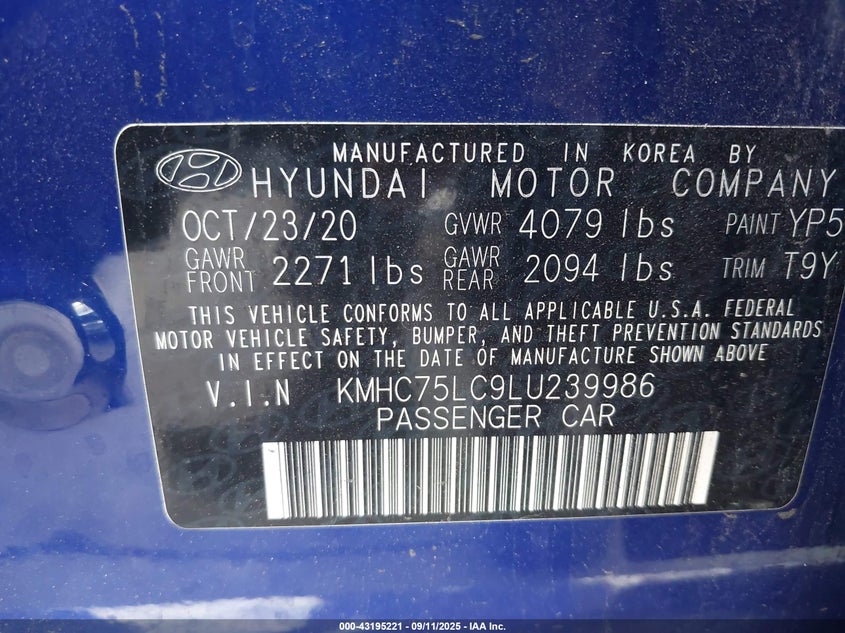 MANUFACTURED IN KOREA BY
HYUNDAI MOTOR COMPANY
OCT/23/20 GVWR 4079 lbs PAINT YP5
GAWR FRONT 2271 lbs GAWR REAR 2094 lbs TRIM T9Y
THIS VEHICLE CONFORMS TO ALL APPLICABLE U.S.A. FEDERAL
MOTOR VEHICLE SAFETY, BUMPER, AND THEFT PREVENTION STANDARDS
IN EFFECT ON THE DATE OF MANUFACTURE SHOWN ABOVE
V.I.N KMHC75LC9LU239986
PASSENGER CAR
000-43195221 - 09/11/2025 - IAA Inc.